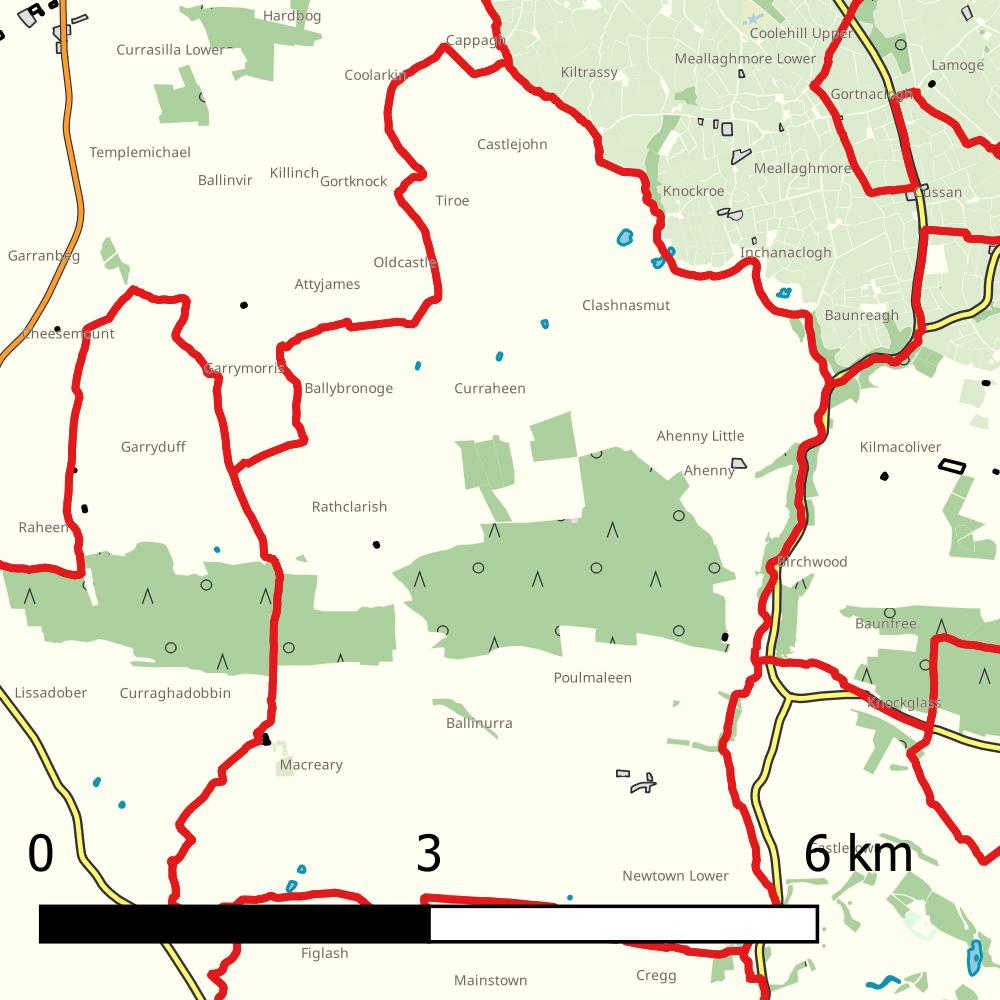 Hardbog
Coolehill Upper
Cappagh
Currasilla Lower
Meallaghmore Lower
Lamoge
Coolarkin
Kiltrassy
Gortnaclogh
Castlejohn
Templemichael
Meallaghmore
Killinch
Ballinvir
Gortknock
Knockroe
Cussan
Tiroe
Inchanaclogh
Garranbeg
Oldcastle
Attyjames
Clashnasmut
Baunreagh
Cheesemount
Garrymorris
Ballybronoge
Curraheen
Ahenny Little
Garryduff
Kilmacoliver
Ahenny
Rathclarish
Raheen
Birchwood
Baunfree
Poulmaleen
Lissadober
Curraghadobbin
Knockglass
Ballinurra
Macreary
0 3 6 km
Castletown
Newtown Lower
Figlash
Cregg
Mainstown